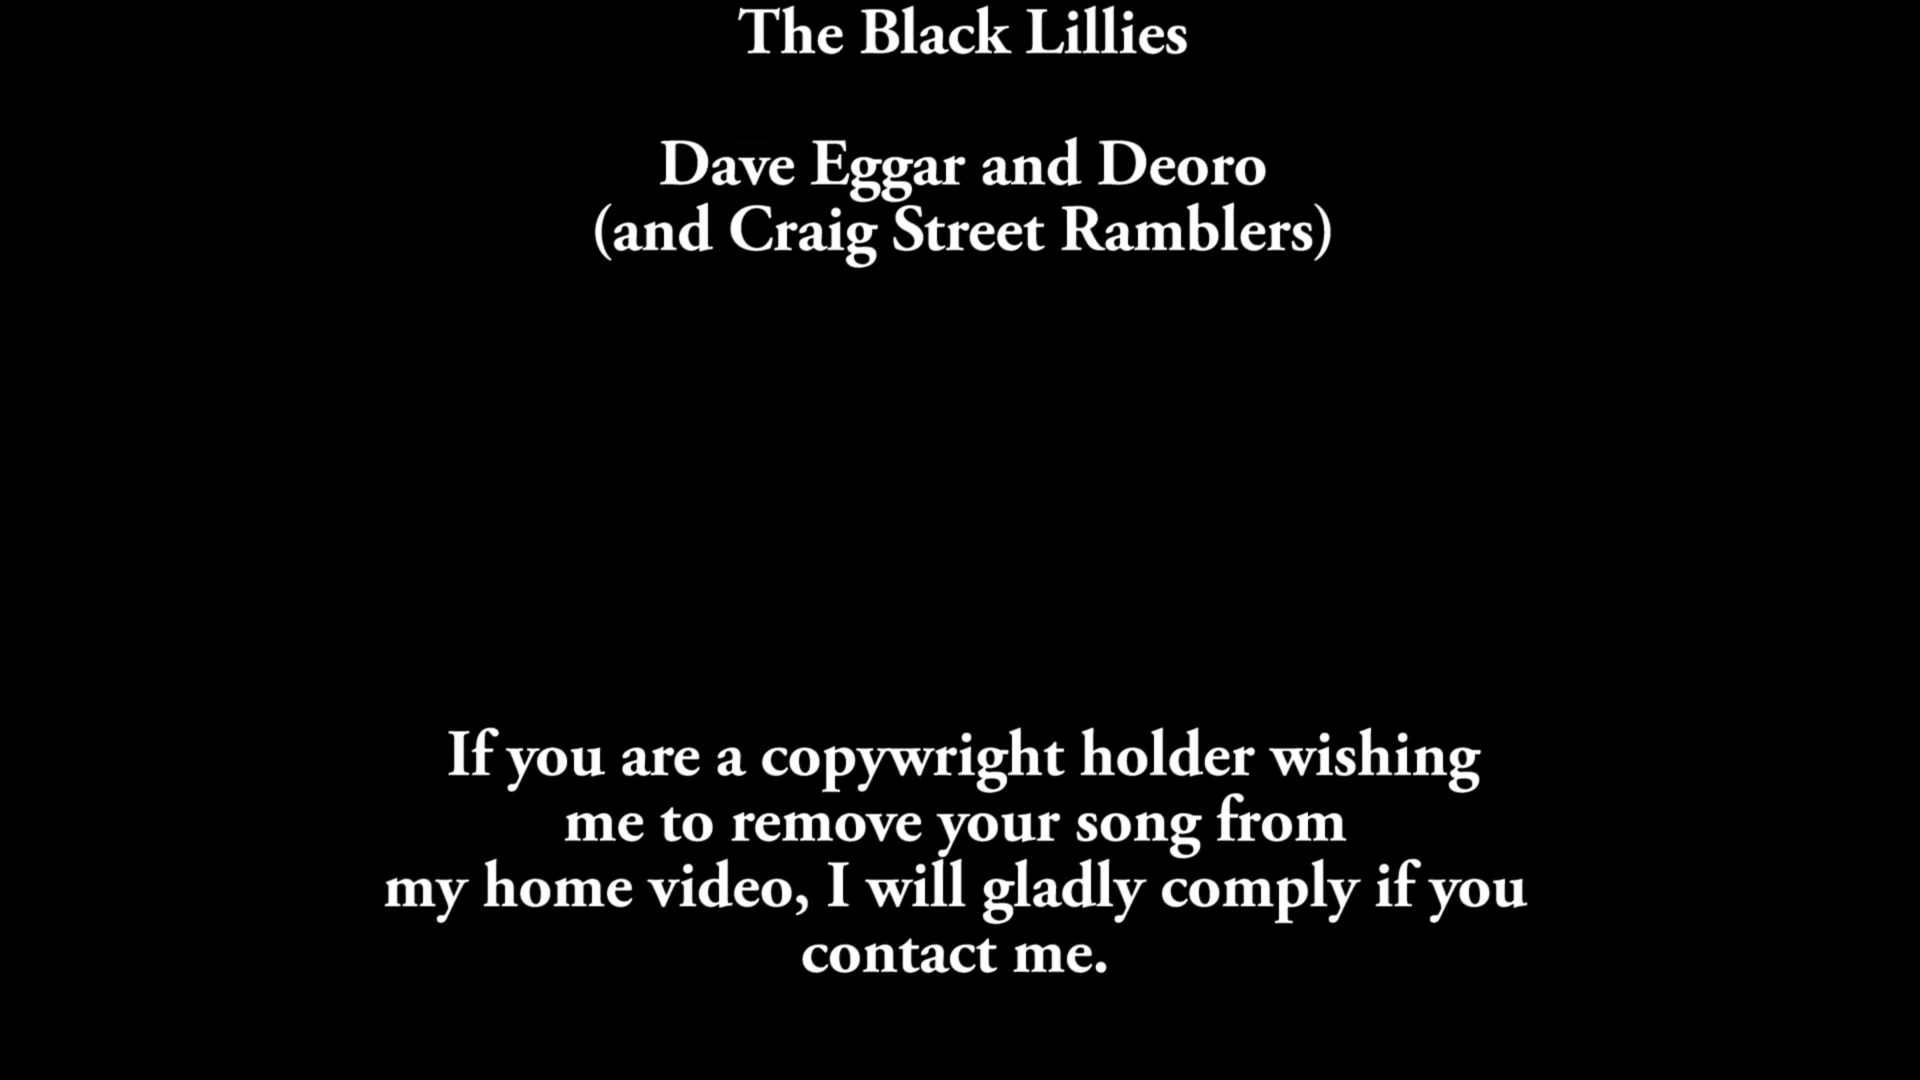 The Black Lillies
Dave Eggar and Deoro
(and Craig Street Ramblers)
If you are a copywright holder wishing
me to remove your song from
my home video, I will gladly comply if you
contact me.